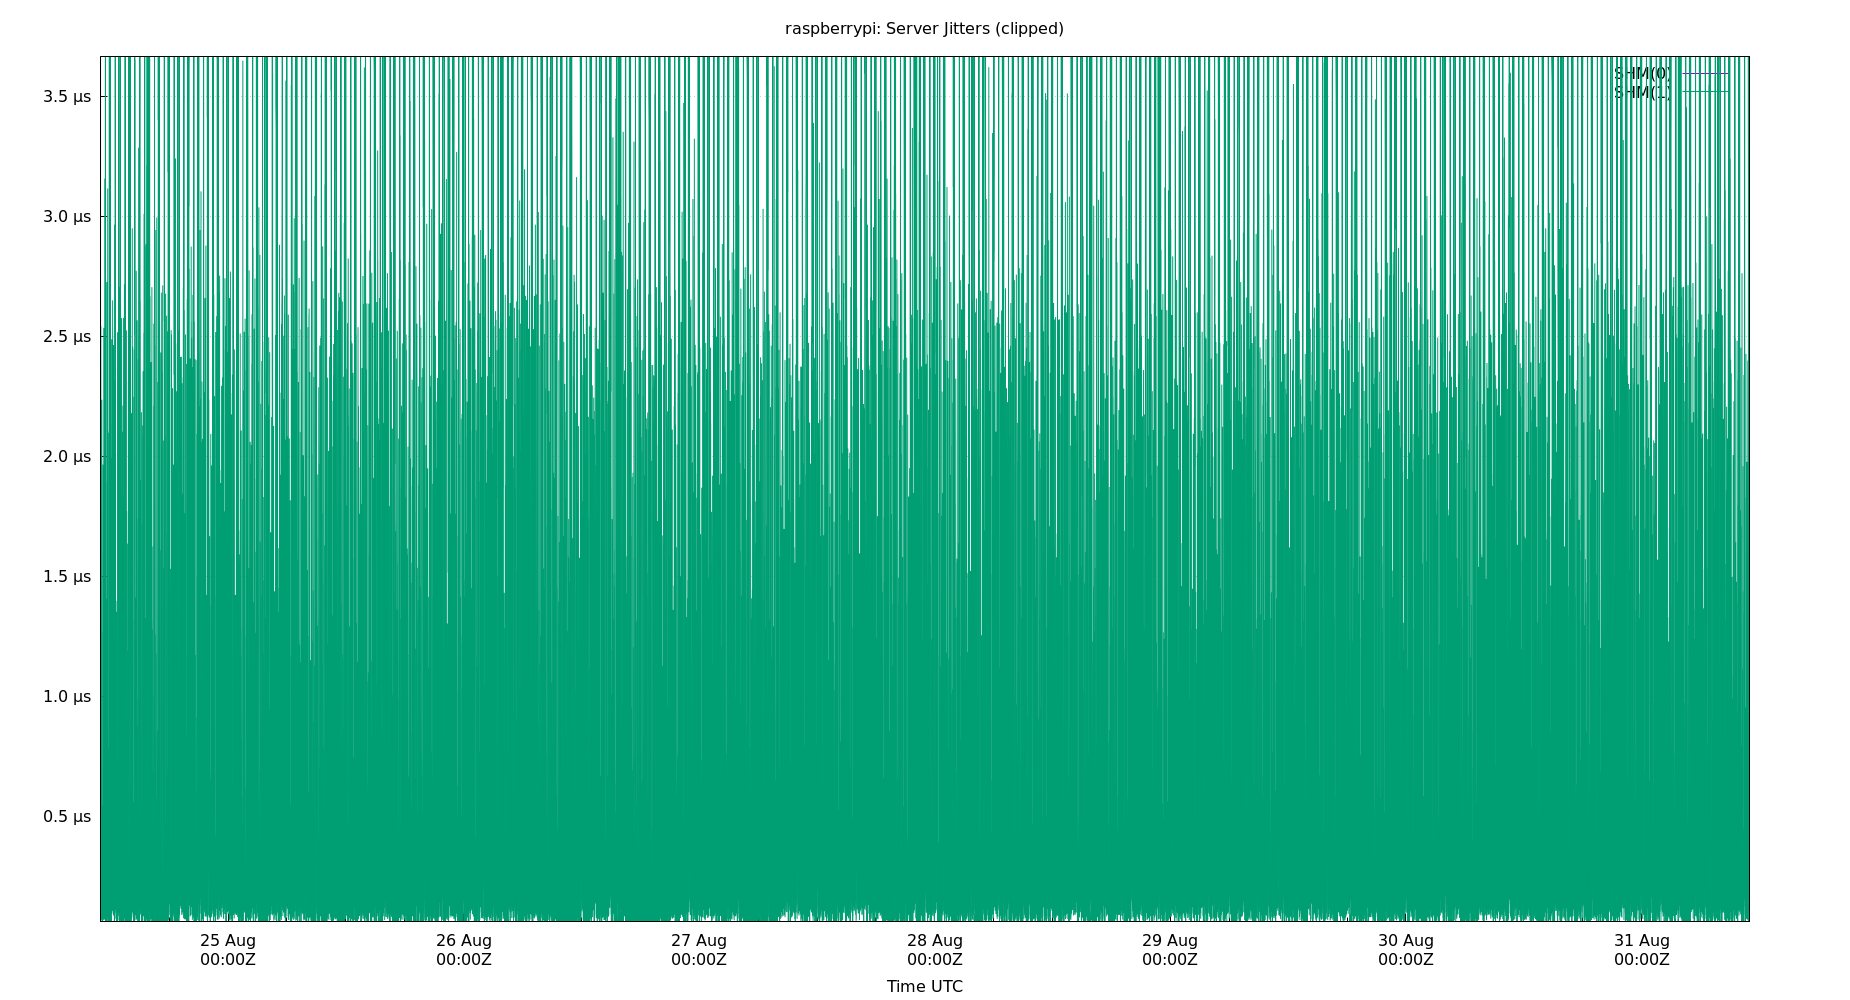 raspberrypi: Server Jitters (clipped)
SHM(0)
SHM(1)
3.5 µs
3.0 µs
2.5 µs
2.0 µs
1.5 µs
1.0 µs
0.5 µs
25 Aug 26 Aug 27 Aug 28 Aug 29 Aug 30 Aug 31 Aug
00:00Z 00:00Z 00:00Z 00:00Z 00:00Z 00:00Z 00:00Z
Time UTC